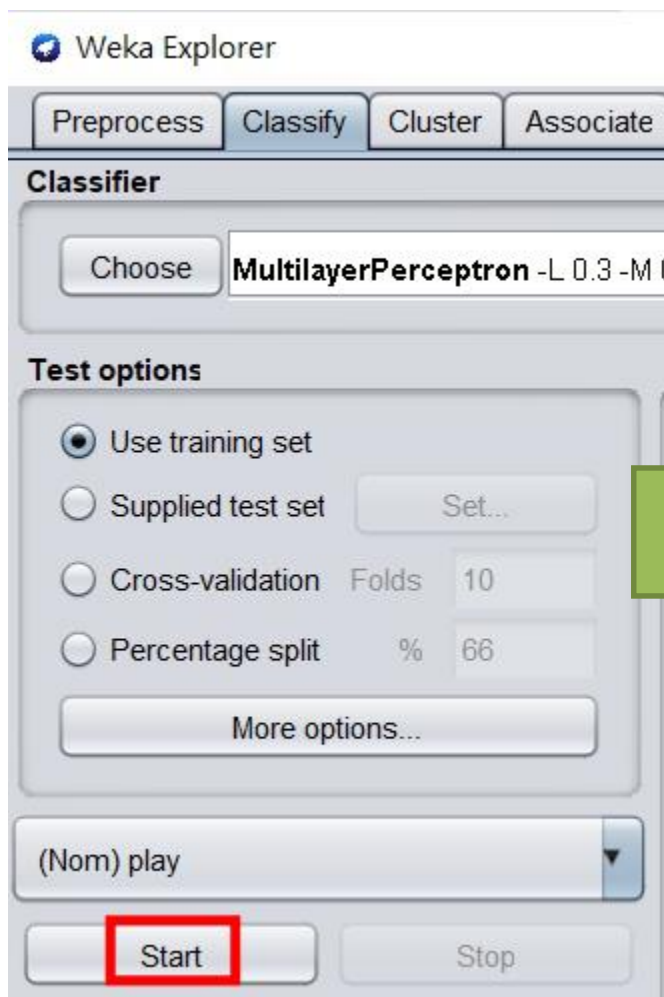 Weka Explorer
Preprocess Classify Cluster Associate
Classifier
Choose MultilayerPerceptron -L 0.3 -M
Test options
Use training set
Supplied test set Set...
Cross-validation Folds 10
Percentage split % 66
More options...
(Nom) play
Start Stop